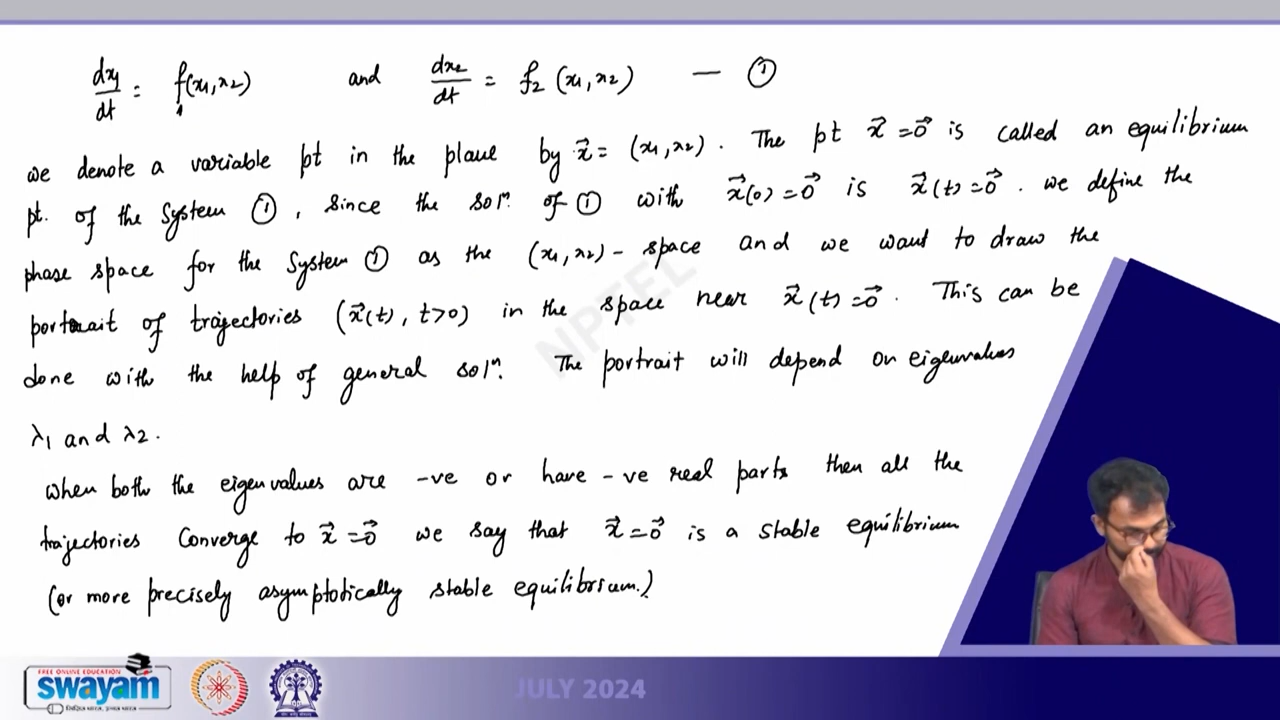 dx₁/dt = f₁(x₁,x₂) and dx₂/dt = f₂ (x₁,x₂) — ①
we denote a variable pt in the plane by x⃗ = (x₁,x₂). The pt x⃗ = 0⃗ is called an equilibrium
pt. of the system ①, since the solⁿ. of ① with x⃗(0) = 0⃗ is x⃗(t) = 0⃗. we define the
phase space for the system ① as the (x₁,x₂) - space and we want to draw the
portrait of trajectories (x⃗(t), t>0) in the space near x⃗(t) = 0⃗. This can be
done with the help of general solⁿ. The portrait will depend on eigenvalues
λ₁ and λ₂.
when both the eigenvalues are -ve or have -ve real parts then all the
trajectories converge to x⃗ = 0⃗ we say that x⃗ = 0⃗ is a stable equilibrium
(or more precisely asymptotically stable equilibrium.)
NPTEL
FREE ONLINE EDUCATION
swayam
JULY 2024